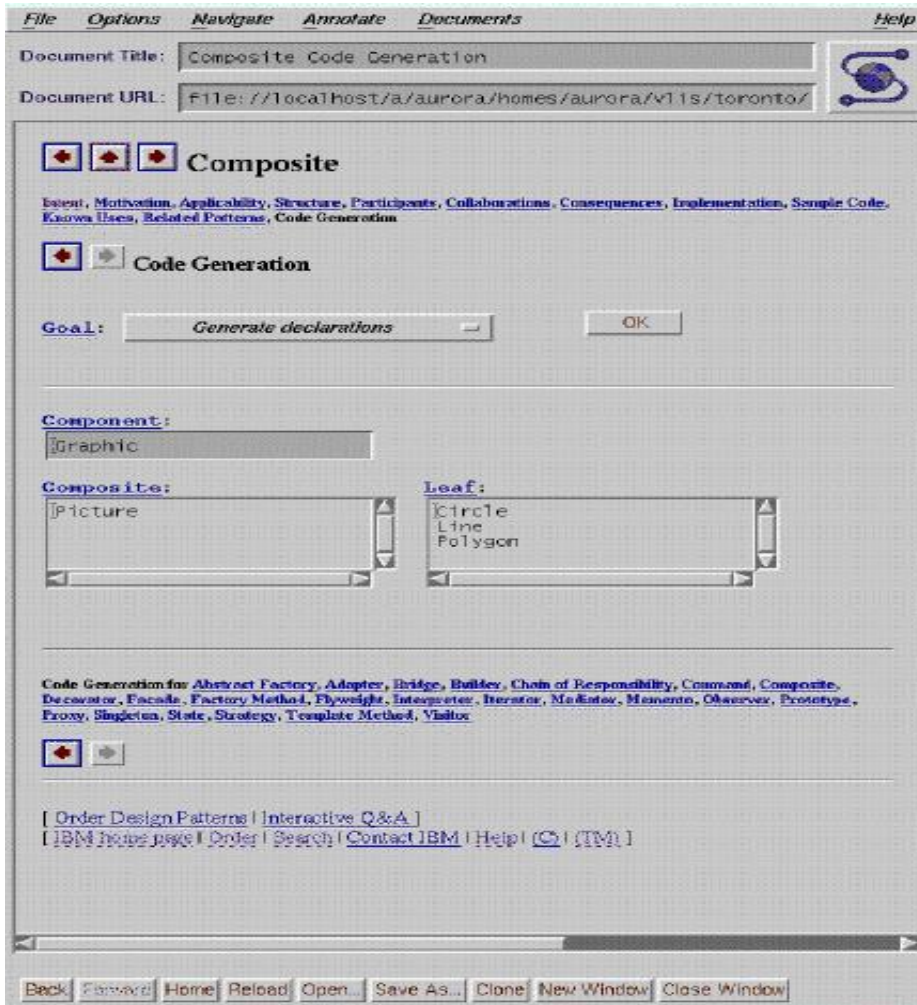 File Options Navigate Annotate Documents Help
Document Title: Composite Code Generation
Document URL: file://localhost/a/aurora/homes/aurora/vlis/toronto/
Composite
Intent, Motivation, Applicability, Structure, Participants, Collaborations, Consequences, Implementation, Sample Code,
Known Uses, Related Patterns, Code Generation
Code Generation
Goal: Generate declarations OK
Component:
Graphic
Composite: Leaf:
Picture Circle
Line
Polygon
Code Generation for Abstract Factory, Adapter, Bridge, Builder, Chain of Responsibility, Command, Composite,
Decorator, Facade, Factory Method, Flyweight, Interpreter, Iterator, Mediator, Memento, Observer, Prototype,
Proxy, Singleton, State, Strategy, Template Method, Visitor
[ Order Design Patterns | Interactive Q&A ]
[ IBM home page | Order | Search | Contact IBM | Help | (C) | (TM) ]
Back Forward Home Reload Open... Save As... Clone New Window Close Window